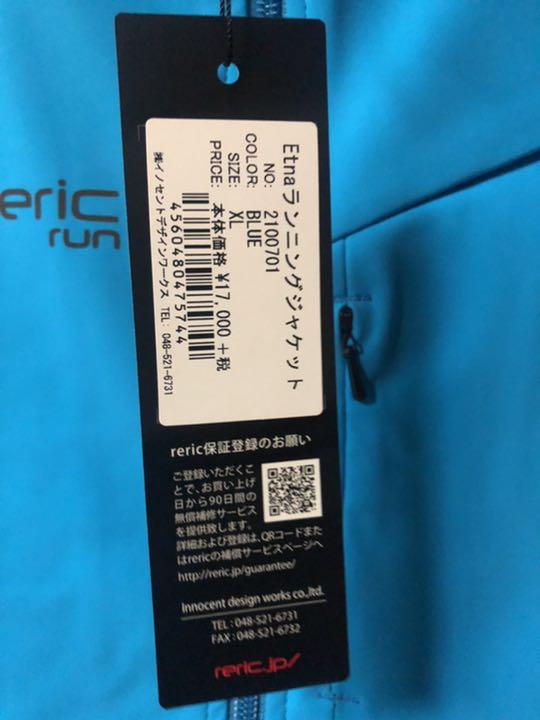 eric
run
Etnaランニングジャケット
NO: 2100701
COLOR: BLUE
SIZE: XL
PRICE: 本体価格 ¥17,000+税
4560480475744
㈱イノセントデザインワークス TEL: 048-521-6731
reric保証登録のお願い
ご登録いただくこ
とで、お買い上げ
日から90日間の
無償補修サービス
を提供致します。
詳細および登録は、QRコードまた
はrericの補償サービスページへ
http://reric.jp/guarantee/
Innocent design works co.,ltd.
TEL : 048-521-6731
FAX : 048-521-6732
reric.jp/